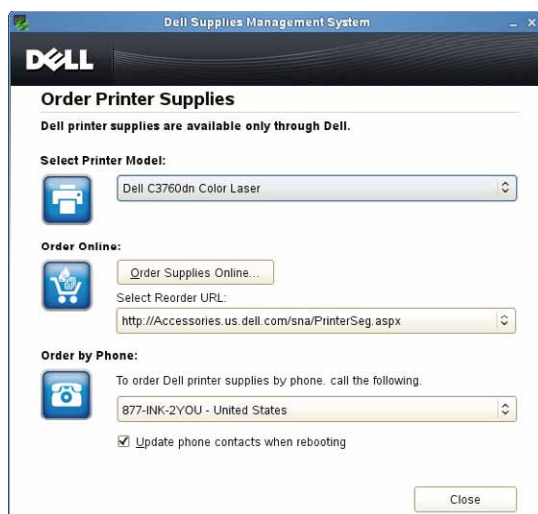 Dell Supplies Management System
DELL
Order Printer Supplies
Dell printer supplies are available only through Dell.
Select Printer Model:
Dell C3760dn Color Laser
Order Online:
Order Supplies Online...
Select Reorder URL:
http://Accessories.us.dell.com/sna/PrinterSeg.aspx
Order by Phone:
To order Dell printer supplies by phone. call the following.
877-INK-2YOU - United States
Update phone contacts when rebooting
Close